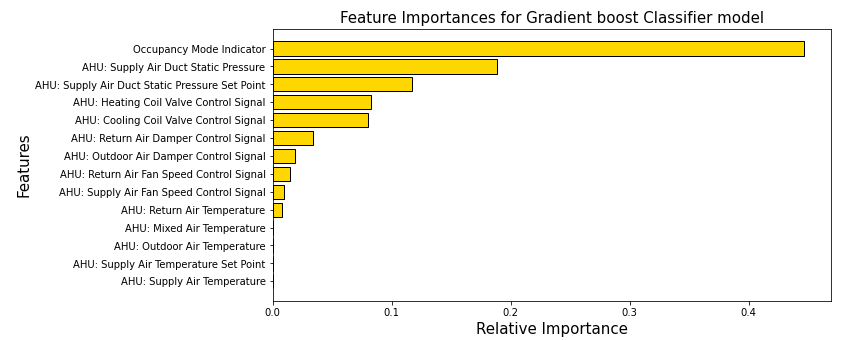 Feature Importances for Gradient boost Classifier model
Features
Occupancy Mode Indicator
AHU: Supply Air Duct Static Pressure
AHU: Supply Air Duct Static Pressure Set Point
AHU: Heating Coil Valve Control Signal
AHU: Cooling Coil Valve Control Signal
AHU: Return Air Damper Control Signal
AHU: Outdoor Air Damper Control Signal
AHU: Return Air Fan Speed Control Signal
AHU: Supply Air Fan Speed Control Signal
AHU: Return Air Temperature
AHU: Mixed Air Temperature
AHU: Outdoor Air Temperature
AHU: Supply Air Temperature Set Point
AHU: Supply Air Temperature
0.0 0.1 0.2 0.3 0.4
Relative Importance